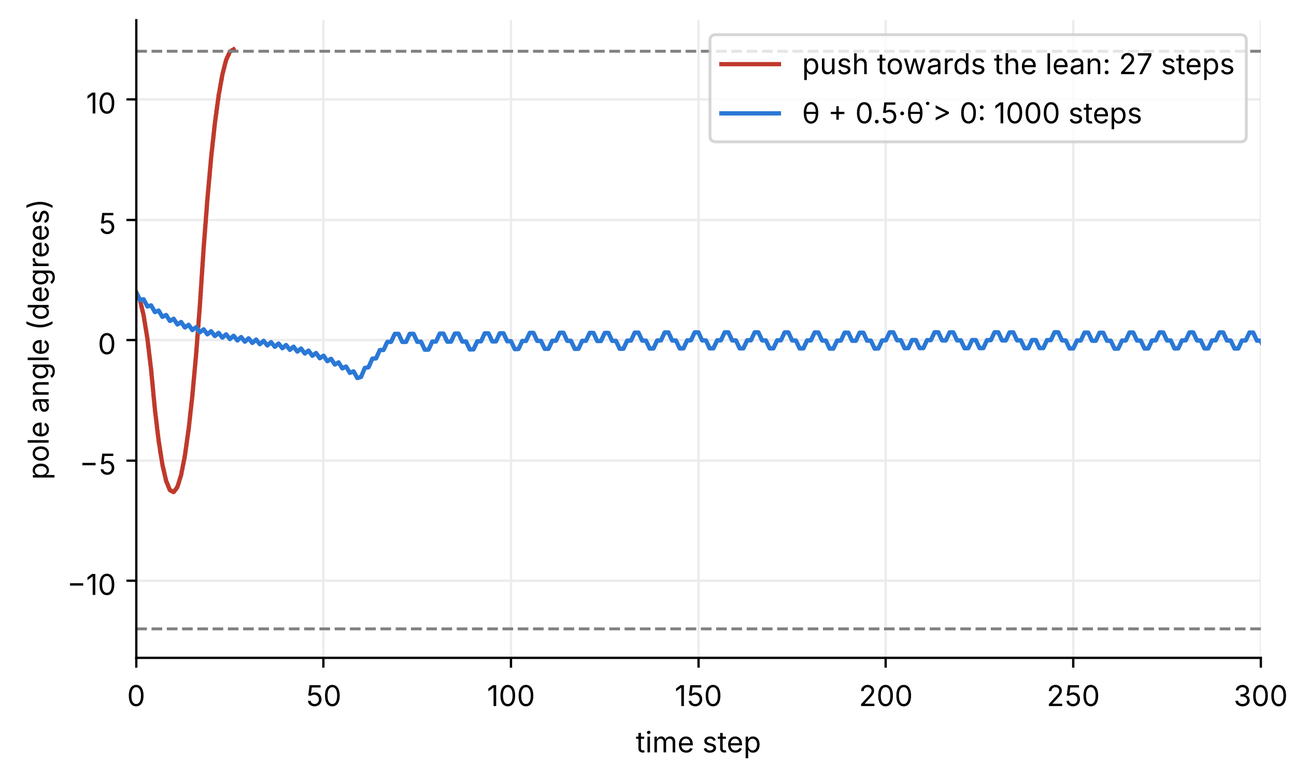 push towards the lean: 27 steps
θ + 0.5·θ̇ > 0: 1000 steps
10
5
0
−5
−10
pole angle (degrees)
0 50 100 150 200 250 300
time step